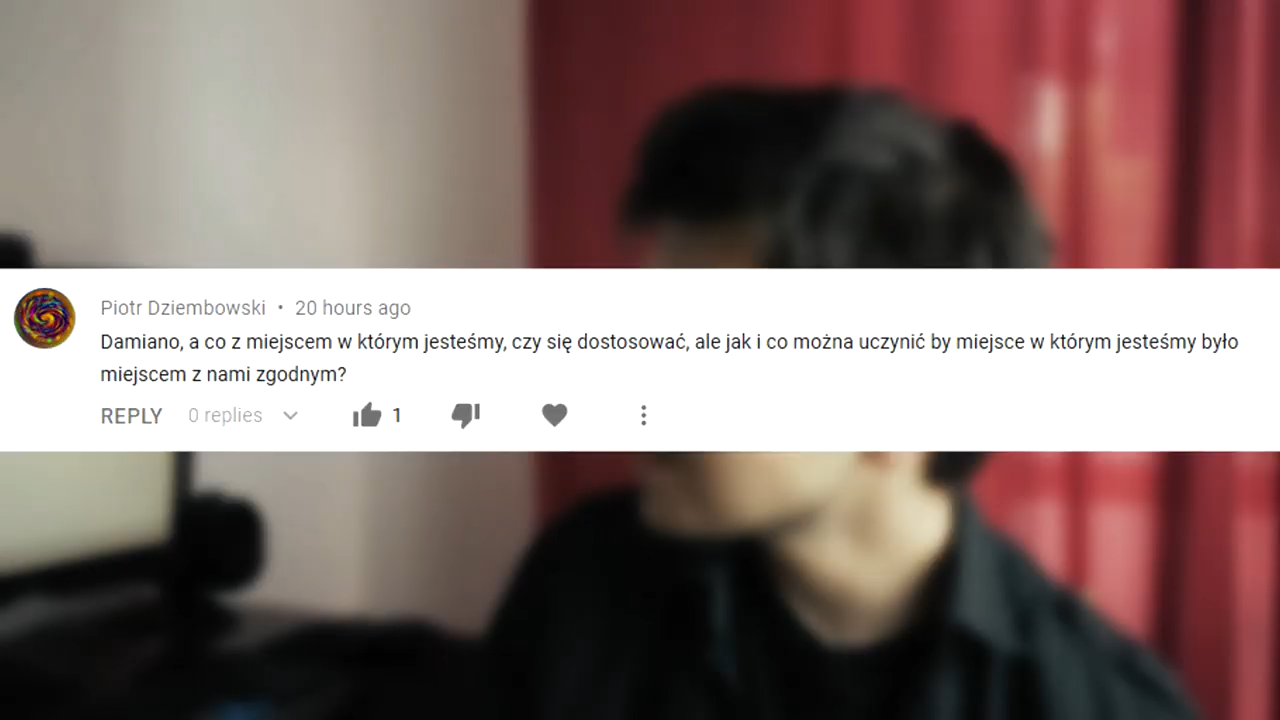 Piotr Dziembowski • 20 hours ago
Damiano, a co z miejscem w którym jesteśmy, czy się dostosować, ale jak i co można uczynić by miejsce w którym jesteśmy było
miejscem z nami zgodnym?
REPLY 0 replies 1